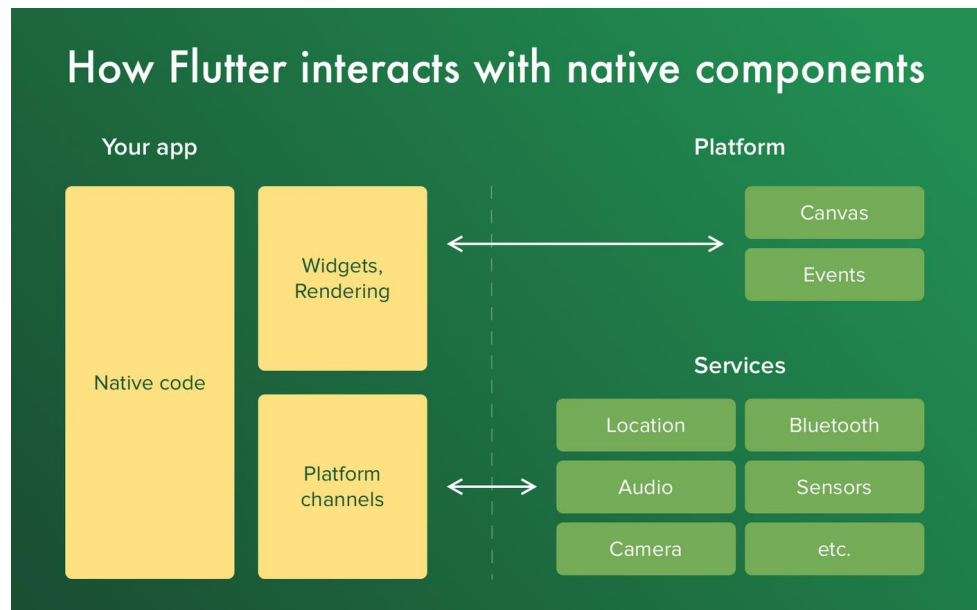 How Flutter interacts with native components
Your app
Platform
Native code
Widgets,
Rendering
Platform
channels
Canvas
Events
Services
Location
Bluetooth
Audio
Sensors
Camera
etc.